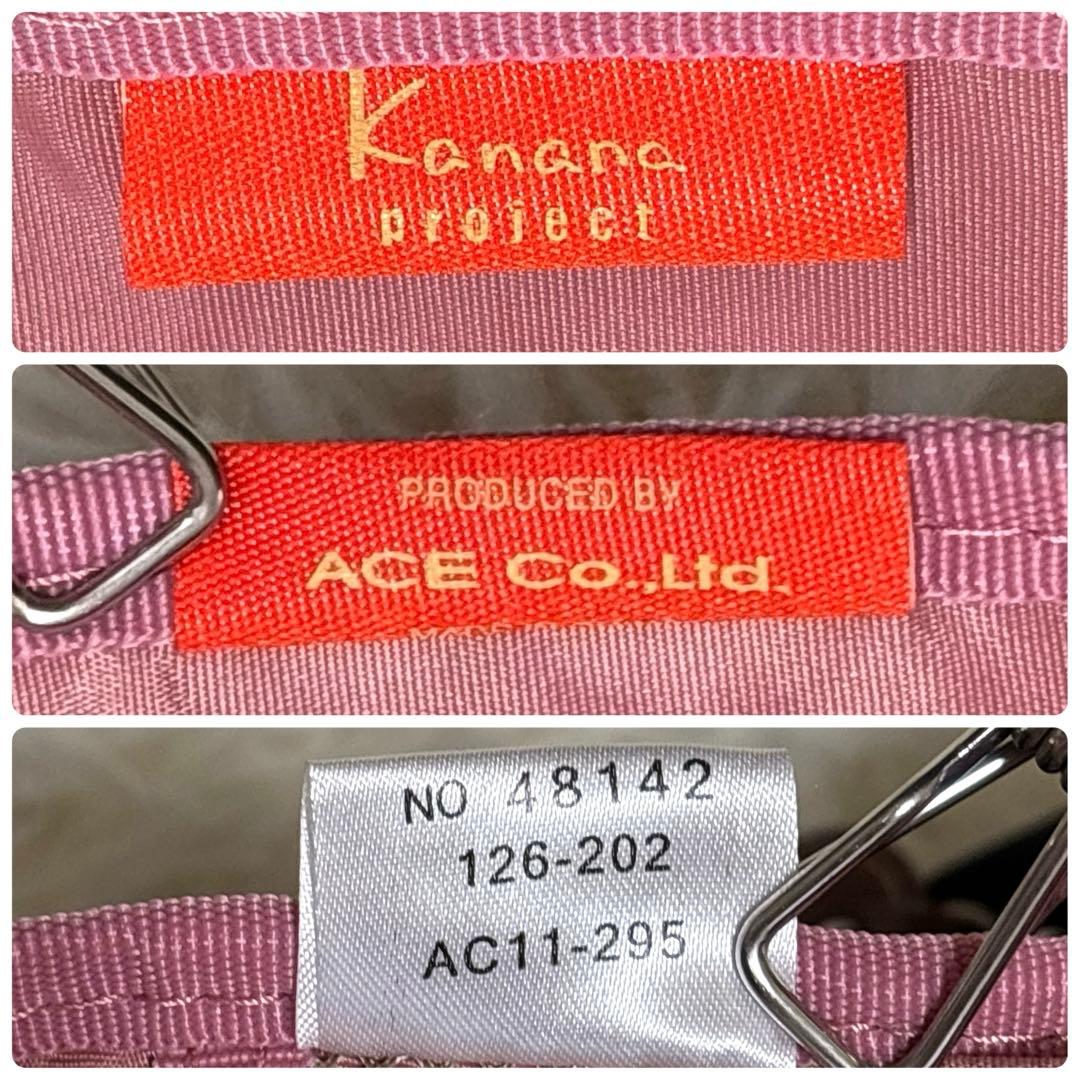 Kanana
project
PRODUCED BY
ACE Co.,Ltd.
NO 48142
126-202
AC11-295